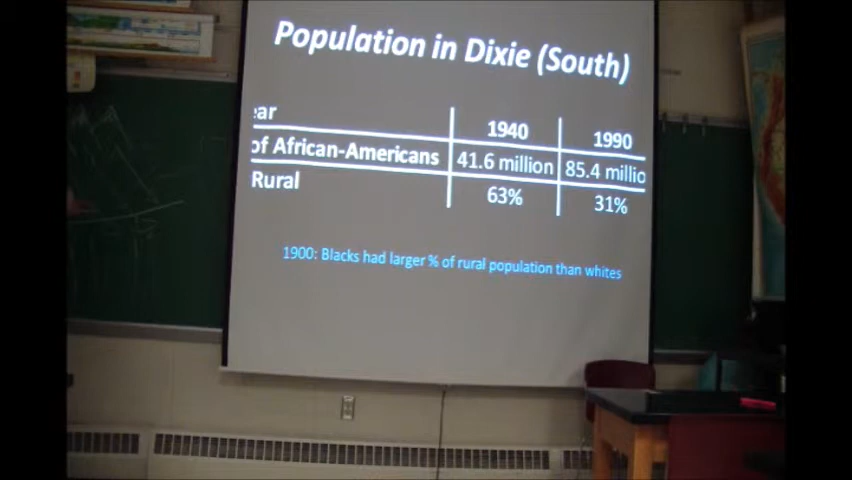 Population in Dixie (South)
ear 1940 1990
of African-Americans 41.6 million 85.4 millio
Rural 63% 31%
1900: Blacks had larger % of rural population than whites